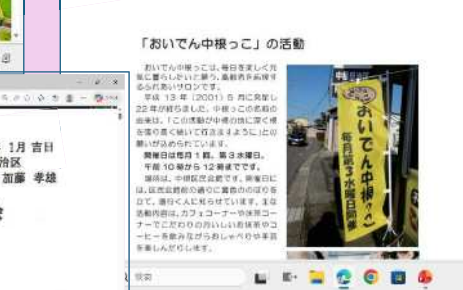 1月 吉日
治区
加藤 孝雄
「おいでん中根っこ」の活動
おいでん中根っこは、毎日を楽しく元
気に暮らしたいと願う、高齢者を応援す
るふれあいサロンです。
平成 13 年（2001）5 月に発足し
22 年が経ちました。中根っこの名前の
由来は、「この活動が中根の地に深く根
を張り長く続いて行きますように」との
願いが込められています。
開催日は毎月1回、第3水曜日。
午前10時から12時までです。
場所は、中根区民会館です。開催日に
は、区民会館前の通りに黄色ののぼりを
立て、道行く人に知らせています。主な
活動内容は、カフェコーナーや抹茶コー
ナーでこだわりのおいしいお抹茶やコ
ーヒーを飲みながらおしゃべりや手芸
を楽しんだりします。
おいでん中根っこ
毎月第3水曜日開催
検索